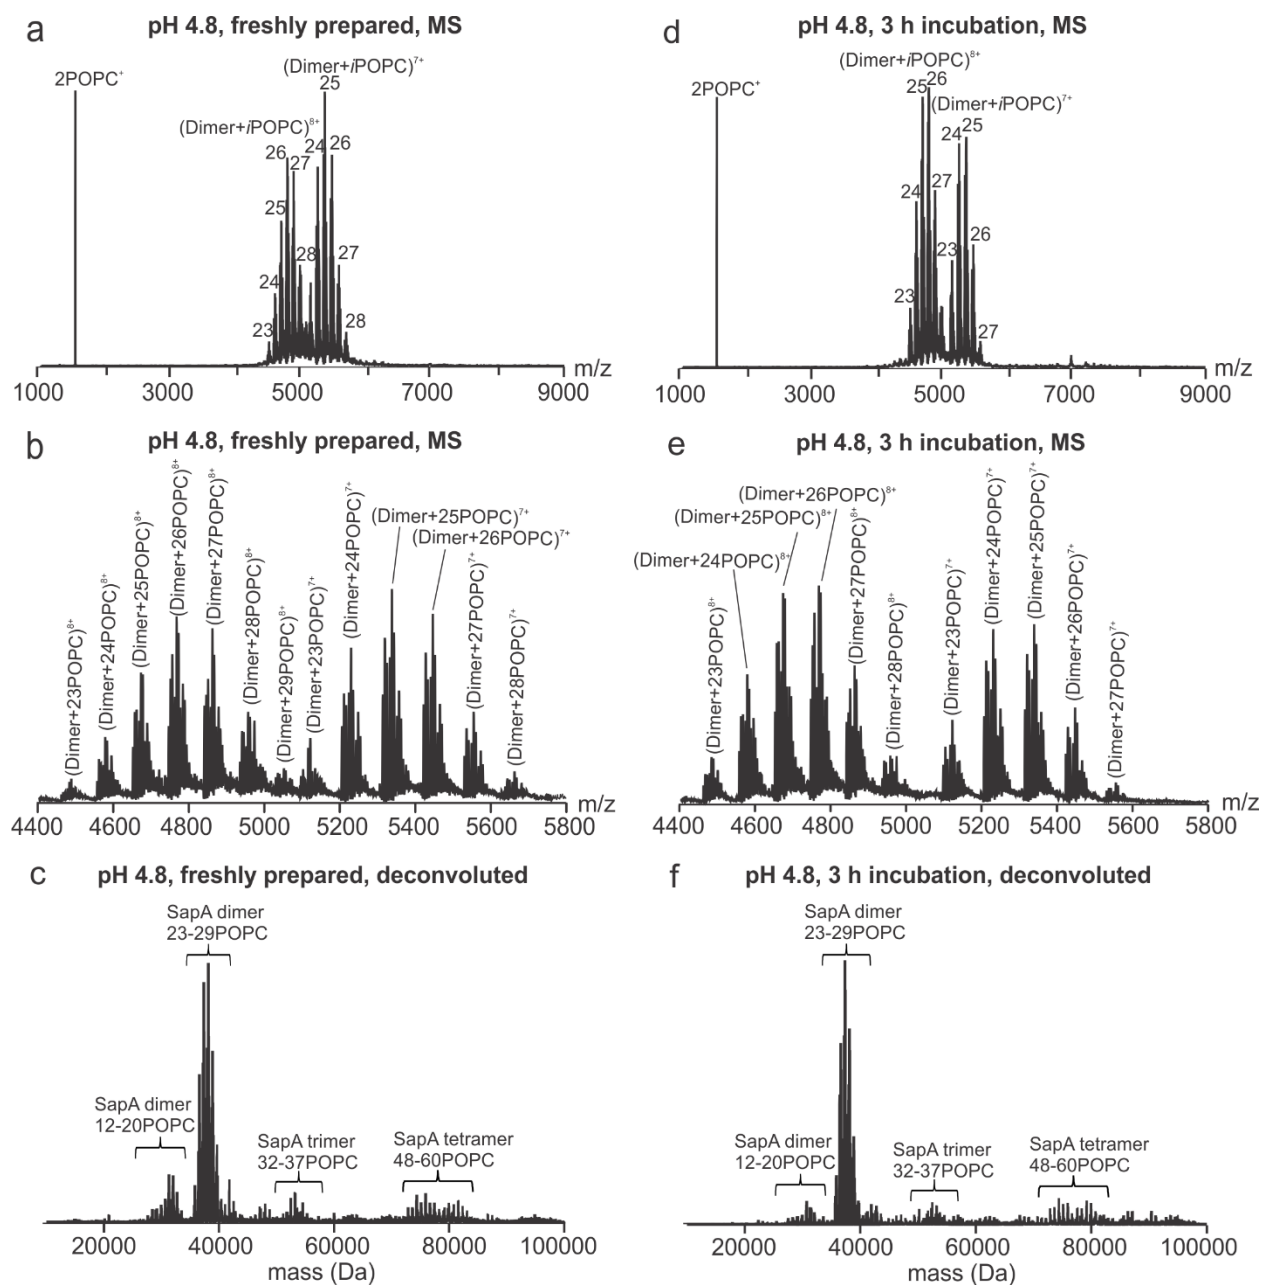 a
pH 4.8, freshly prepared, MS
2POPC⁺
(Dimer+iPOPC)⁷⁺
25
(Dimer+iPOPC)⁸⁺
26
27
24
26
25
24
28
27
23
28
1000
3000
5000
7000
9000
m/z
d
pH 4.8, 3 h incubation, MS
2POPC⁺
(Dimer+iPOPC)⁸⁺
25
26
(Dimer+iPOPC)⁷⁺
24
25
24
27
23
26
23
27
1000
3000
5000
7000
9000
m/z
b
pH 4.8, freshly prepared, MS
(Dimer+23POPC)⁸⁺
(Dimer+24POPC)⁸⁺
(Dimer+25POPC)⁸⁺
(Dimer+26POPC)⁸⁺
(Dimer+27POPC)⁸⁺
(Dimer+28POPC)⁸⁺
(Dimer+29POPC)⁸⁺
(Dimer+23POPC)⁷⁺
(Dimer+24POPC)⁷⁺
(Dimer+25POPC)⁷⁺
(Dimer+26POPC)⁷⁺
(Dimer+27POPC)⁷⁺
(Dimer+28POPC)⁷⁺
4400
4600
4800
5000
5200
5400
5600
5800
m/z
e
pH 4.8, 3 h incubation, MS
(Dimer+23POPC)⁸⁺
(Dimer+24POPC)⁸⁺
(Dimer+25POPC)⁸⁺
(Dimer+26POPC)⁸⁺
(Dimer+27POPC)⁸⁺
(Dimer+28POPC)⁸⁺
(Dimer+23POPC)⁷⁺
(Dimer+24POPC)⁷⁺
(Dimer+25POPC)⁷⁺
(Dimer+26POPC)⁷⁺
(Dimer+27POPC)⁷⁺
4400
4600
4800
5000
5200
5400
5600
5800
m/z
c
pH 4.8, freshly prepared, deconvoluted
SapA dimer
23-29POPC
SapA dimer
12-20POPC
SapA trimer
32-37POPC
SapA tetramer
48-60POPC
20000
40000
60000
80000
100000
mass (Da)
f
pH 4.8, 3 h incubation, deconvoluted
SapA dimer
23-29POPC
SapA dimer
12-20POPC
SapA trimer
32-37POPC
SapA tetramer
48-60POPC
20000
40000
60000
80000
100000
mass (Da)